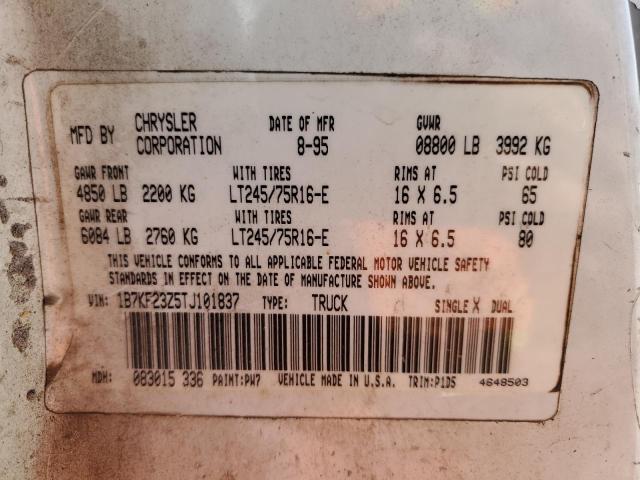 MFD BY CHRYSLER CORPORATION DATE OF MFR 8-95 GVWR 08800 LB 3992 KG
GAWR FRONT WITH TIRES RIMS AT PSI COLD
4850 LB 2200 KG LT245/75R16-E 16 X 6.5 65
GAWR REAR WITH TIRES RIMS AT PSI COLD
6084 LB 2760 KG LT245/75R16-E 16 X 6.5 80
THIS VEHICLE CONFORMS TO ALL APPLICABLE FEDERAL MOTOR VEHICLE SAFETY
STANDARDS IN EFFECT ON THE DATE OF MANUFACTURE SHOWN ABOVE.
VIN: 1B7KF23Z5TJ101837 TYPE: TRUCK SINGLE X DUAL
MDH: 083015 336 PAINT:PW7 VEHICLE MADE IN U.S.A. TRIM:P1D5 4648503